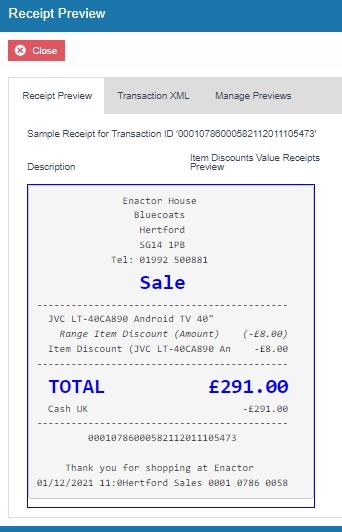 Receipt Preview
Close
Receipt Preview Transaction XML Manage Previews
Sample Receipt for Transaction ID '00010786000582112011105473'
Description Item Discounts Value Receipts Preview
Enactor House
Bluecoats
Hertford
SG14 1PB
Tel: 01992 500881
Sale
JVC LT-40CA890 Android TV 40"
Range Item Discount (Amount) (-£8.00)
Item Discount (JVC LT-40CA890 An -£8.00
TOTAL £291.00
Cash UK -£291.00
00010786000582112011105473
Thank you for shopping at Enactor
01/12/2021 11:0Hertford Sales 0001 0786 0058